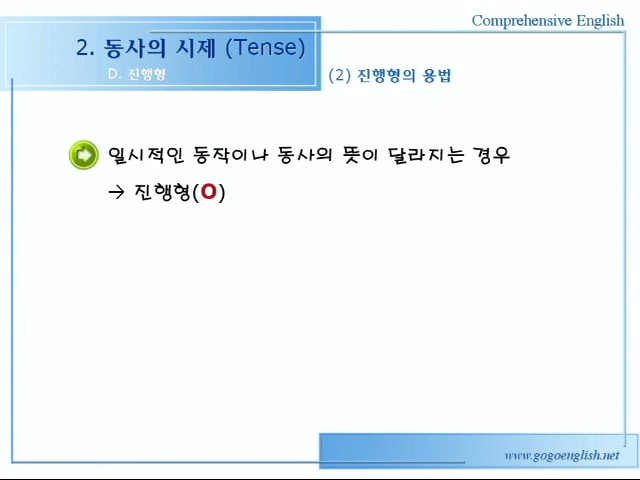 Comprehensive English
2. 동사의 시제 (Tense)
D. 진행형
(2) 진행형의 용법
일시적인 동작이나 동사의 뜻이 달라지는 경우
→ 진행형(O)
www.gogoenglish.net